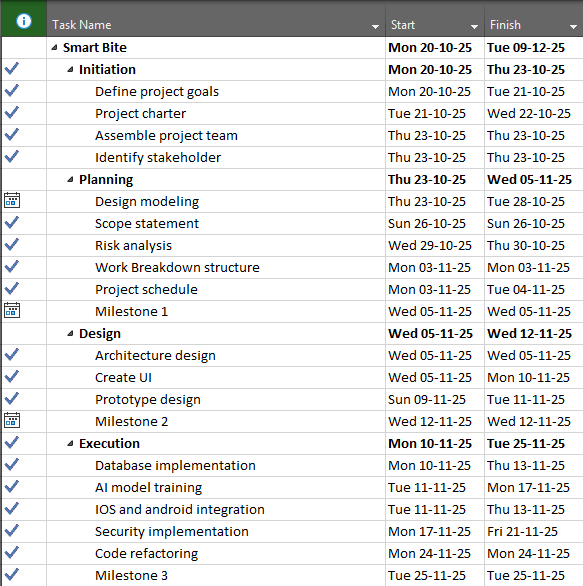 Task Name Start Finish
Smart Bite Mon 20-10-25 Tue 09-12-25
Initiation Mon 20-10-25 Thu 23-10-25
Define project goals Mon 20-10-25 Tue 21-10-25
Project charter Tue 21-10-25 Wed 22-10-25
Assemble project team Thu 23-10-25 Thu 23-10-25
Identify stakeholder Thu 23-10-25 Thu 23-10-25
Planning Thu 23-10-25 Wed 05-11-25
Design modeling Thu 23-10-25 Tue 28-10-25
Scope statement Sun 26-10-25 Sun 26-10-25
Risk analysis Wed 29-10-25 Thu 30-10-25
Work Breakdown structure Mon 03-11-25 Mon 03-11-25
Project schedule Mon 03-11-25 Tue 04-11-25
Milestone 1 Wed 05-11-25 Wed 05-11-25
Design Wed 05-11-25 Wed 12-11-25
Architecture design Wed 05-11-25 Wed 05-11-25
Create UI Wed 05-11-25 Mon 10-11-25
Prototype design Sun 09-11-25 Tue 11-11-25
Milestone 2 Wed 12-11-25 Wed 12-11-25
Execution Mon 10-11-25 Tue 25-11-25
Database implementation Mon 10-11-25 Thu 13-11-25
AI model training Tue 11-11-25 Mon 17-11-25
IOS and android integration Tue 11-11-25 Thu 13-11-25
Security implementation Mon 17-11-25 Fri 21-11-25
Code refactoring Mon 24-11-25 Mon 24-11-25
Milestone 3 Tue 25-11-25 Tue 25-11-25